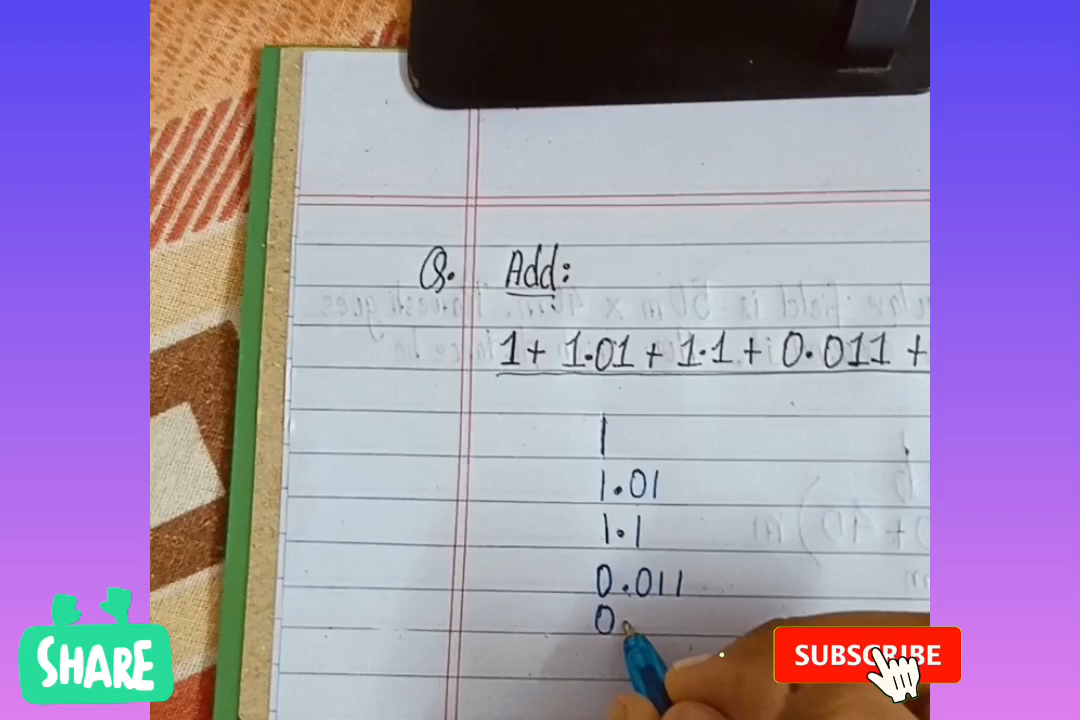 Q. Add:
1 + 1.01 + 1.1 + 0.011 +
1
1.01
1.1
0.011
0.
SHARE
SUBSCRIBE